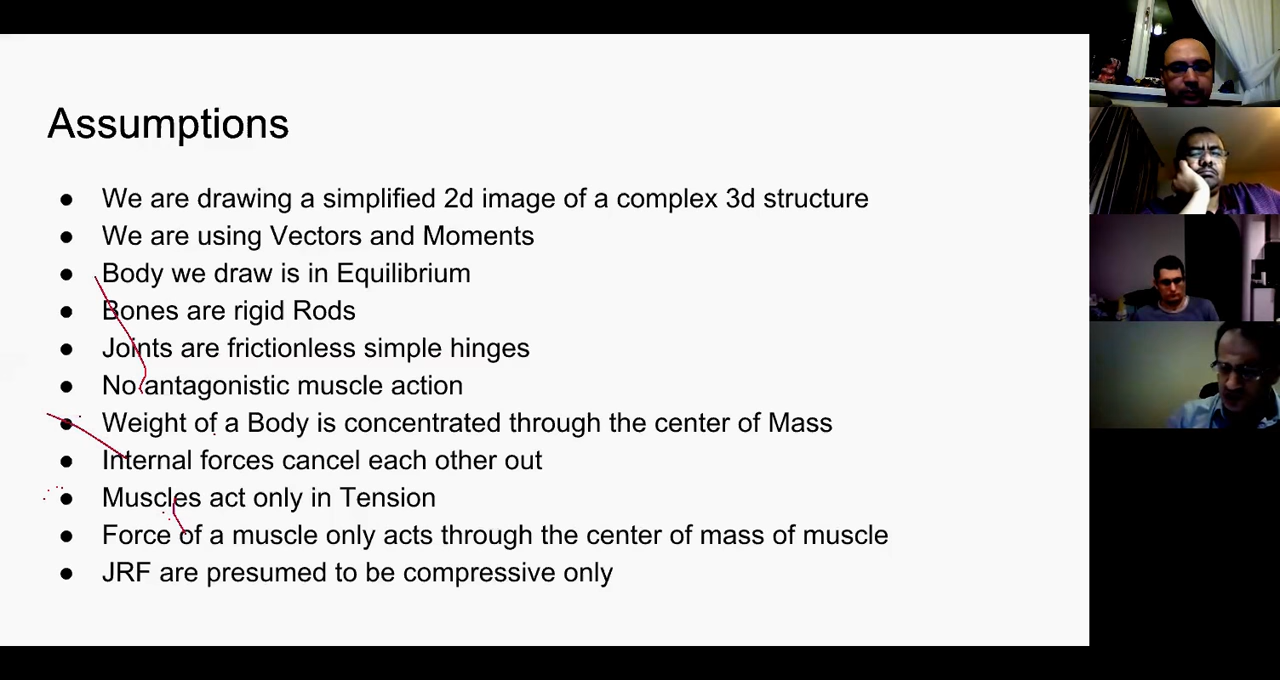 Assumptions
● We are drawing a simplified 2d image of a complex 3d structure
● We are using Vectors and Moments
● Body we draw is in Equilibrium
● Bones are rigid Rods
● Joints are frictionless simple hinges
● No antagonistic muscle action
● Weight of a Body is concentrated through the center of Mass
● Internal forces cancel each other out
● Muscles act only in Tension
● Force of a muscle only acts through the center of mass of muscle
● JRF are presumed to be compressive only